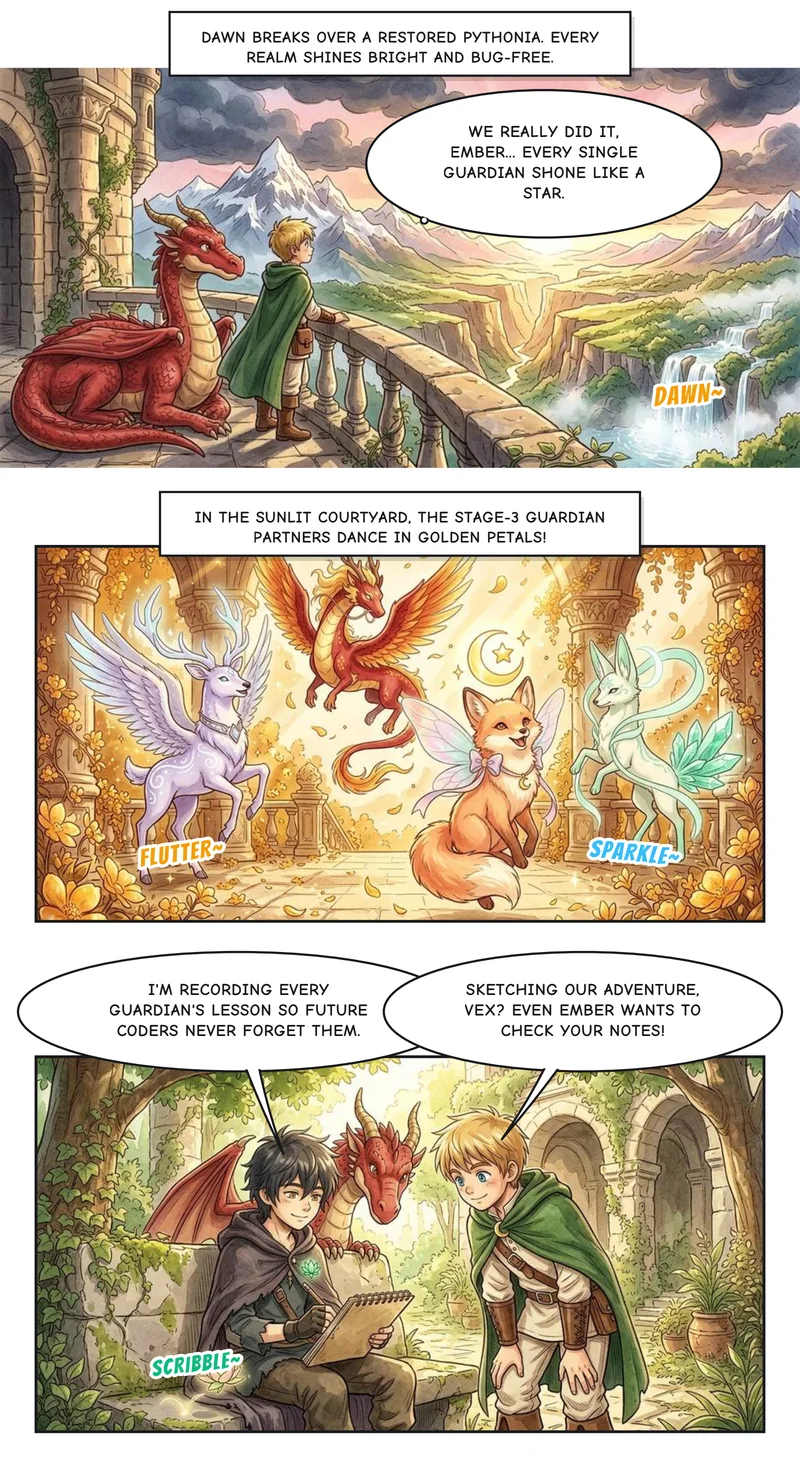 DAWN BREAKS OVER A RESTORED PYTHONIA. EVERY
REALM SHINES BRIGHT AND BUG-FREE.
WE REALLY DID IT,
EMBER... EVERY SINGLE
GUARDIAN SHONE LIKE A
STAR.
DAWN~
IN THE SUNLIT COURTYARD, THE STAGE-3 GUARDIAN
PARTNERS DANCE IN GOLDEN PETALS!
FLUTTER~
SPARKLE~
I'M RECORDING EVERY
GUARDIAN'S LESSON SO FUTURE
CODERS NEVER FORGET THEM.
SKETCHING OUR ADVENTURE,
VEX? EVEN EMBER WANTS TO
CHECK YOUR NOTES!
SCRIBBLE~